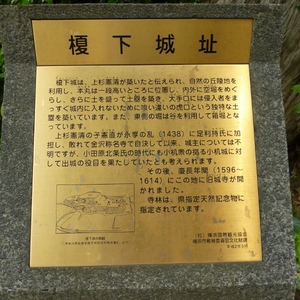 榎下城址
榎下城は、上杉憲清が築いたと伝えられ、自然の丘陵地を
利用し、本丸は一段高いところに位置し、内外に空堀をめぐ
らし、さらに土を盛って土塁を築き、大手口には侵入者をま
っすぐ城内に入れないために喰い違いの虎口という独特な土
塁を築いています。また、東側の堀は谷を利用して箱堀とな
っています。
上杉憲清の子憲直が永享の乱（1438）に足利持氏に加
担し、敗れて金沢称名寺で自決して以来、城主については不
明ですが、小田原北条氏の時代にも小机衆の拠る小机城に対
して出城の役目を果たしていたと考えられます。
その後、慶長年間（1596～
1614）にこの地に旧城寺が開
かれました。
寺林は、県指定天然記念物に
指定されています。